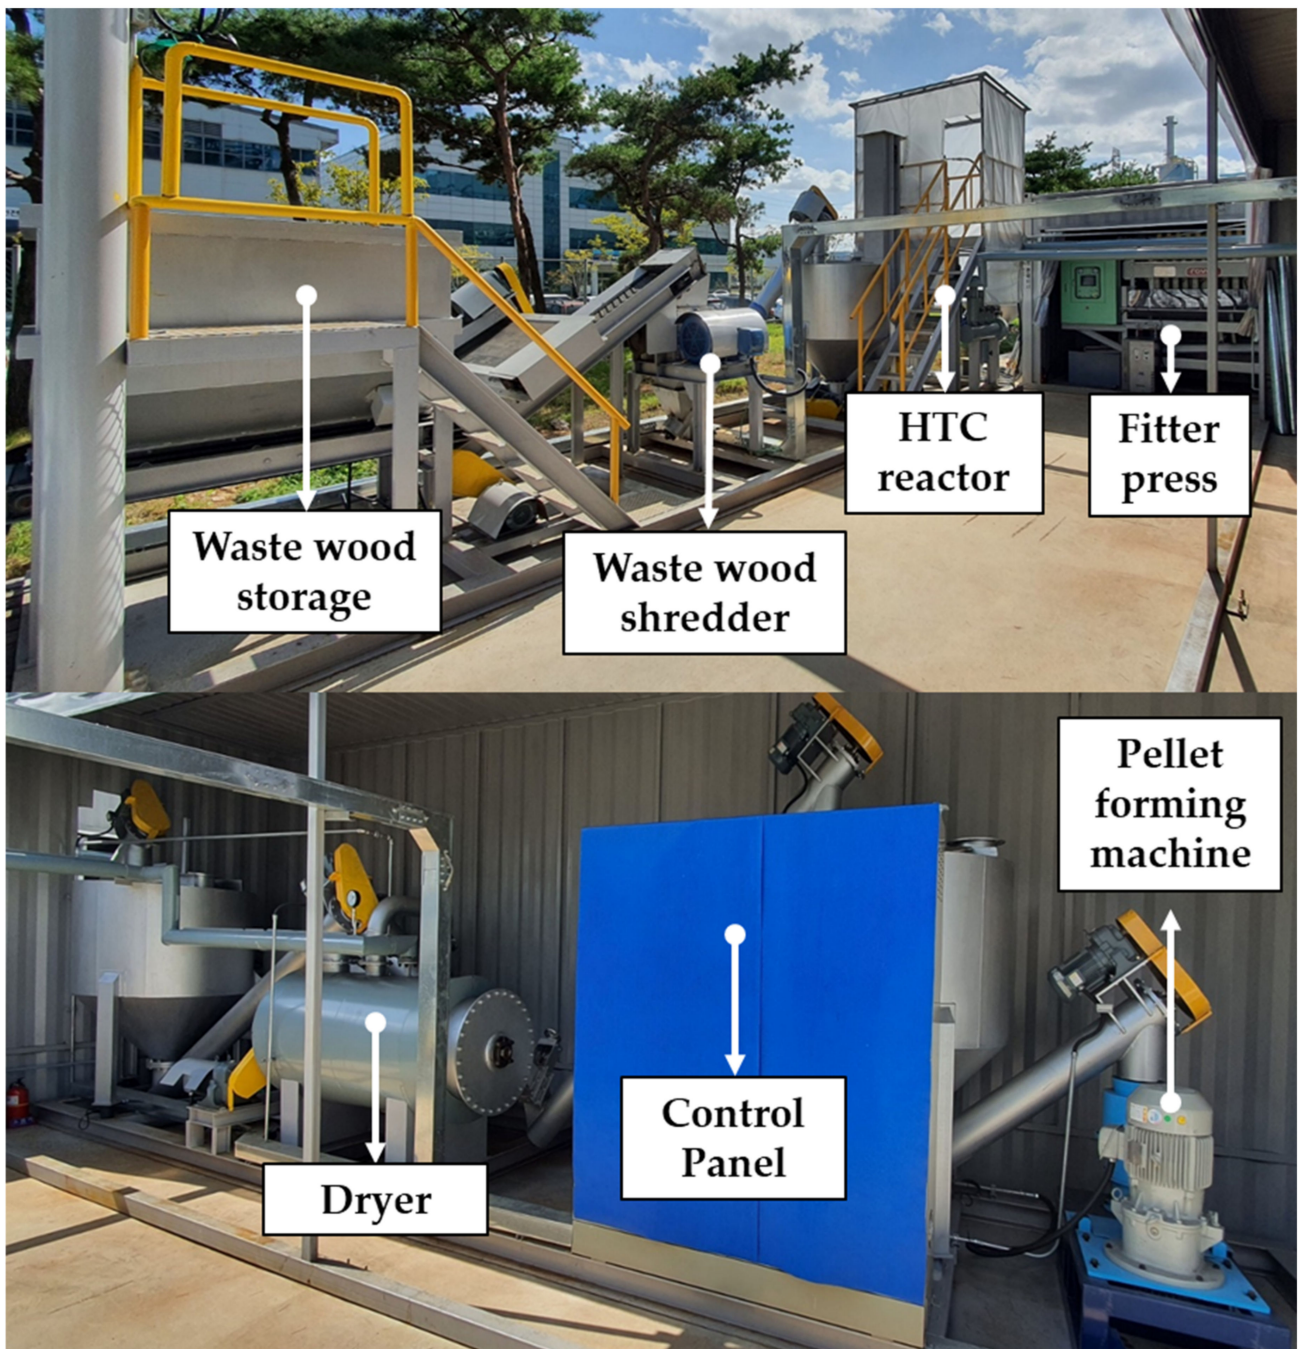 HTC
reactor
Fitter
press
Waste wood
storage
Waste wood
shredder
Pellet
forming
machine
Control
Panel
Dryer